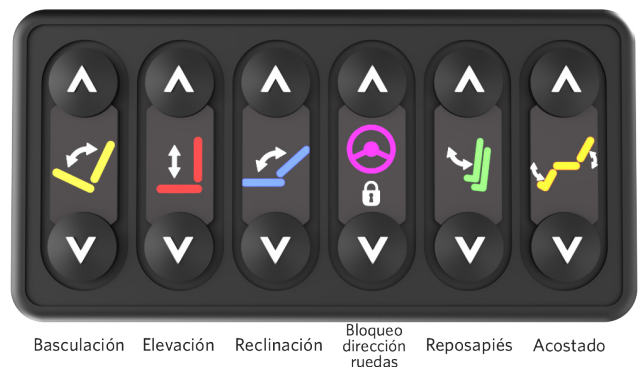 Basculación
Elevación
Reclinación
Bloqueo
dirección
ruedas
Reposapiés
Acostado